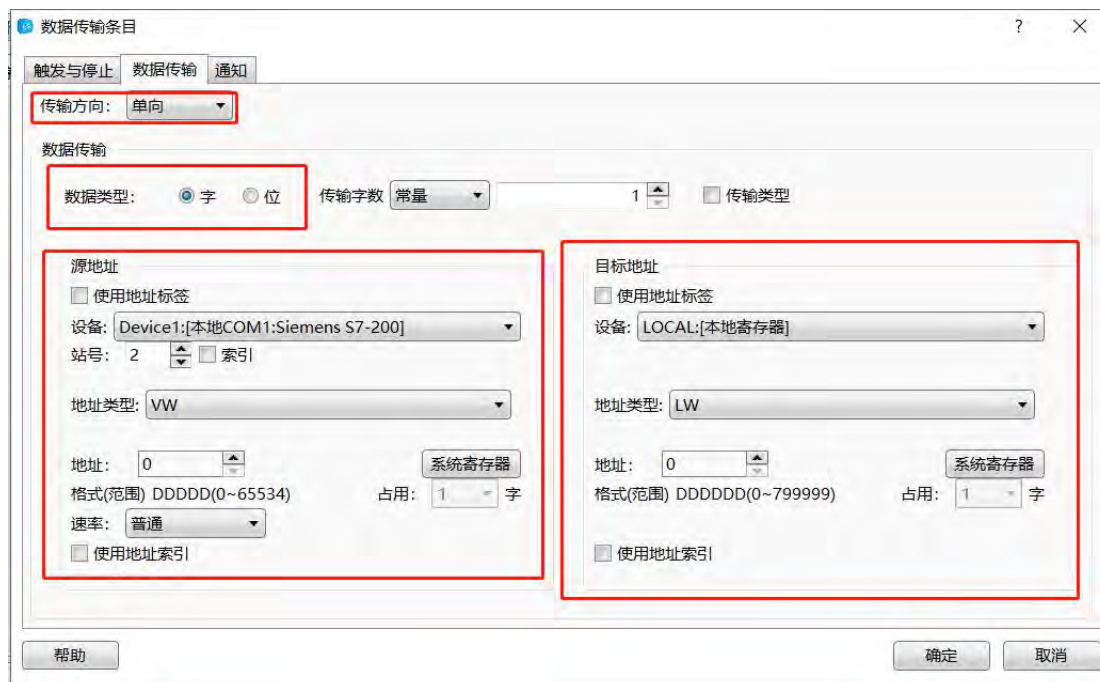 数据传输条目
触发与停止 数据传输 通知
传输方向： 单向
数据传输
数据类型： 字 位 传输字数 常量 1 传输类型
源地址
使用地址标签
设备: Device1:[本地COM1:Siemens S7-200]
站号： 2 索引
地址类型: VW
地址： 0 系统寄存器
格式(范围) DDDDD(0~65534) 占用： 1 字
速率： 普通
使用地址索引
目标地址
使用地址标签
设备: LOCAL:[本地寄存器]
地址类型: LW
地址： 0 系统寄存器
格式(范围) DDDDDD(0~799999) 占用： 1 字
使用地址索引
帮助 确定 取消